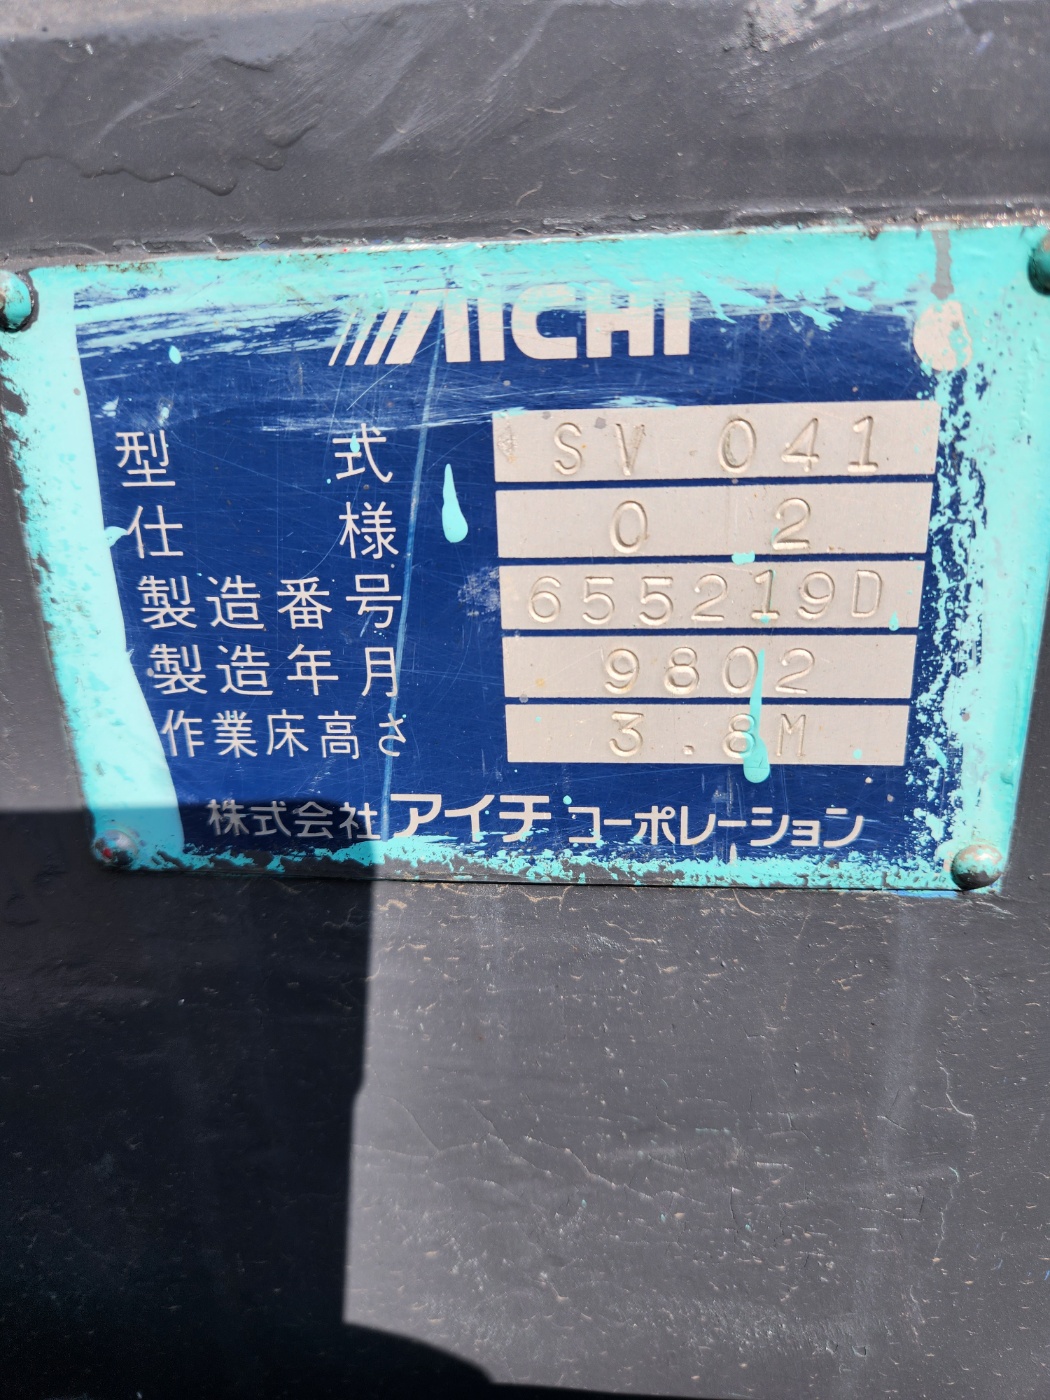 AICHI
型式 SV041
仕様 02
製造番号 655219D
製造年月 9802
作業床高さ 3.8M
株式会社アイチコーポレーション